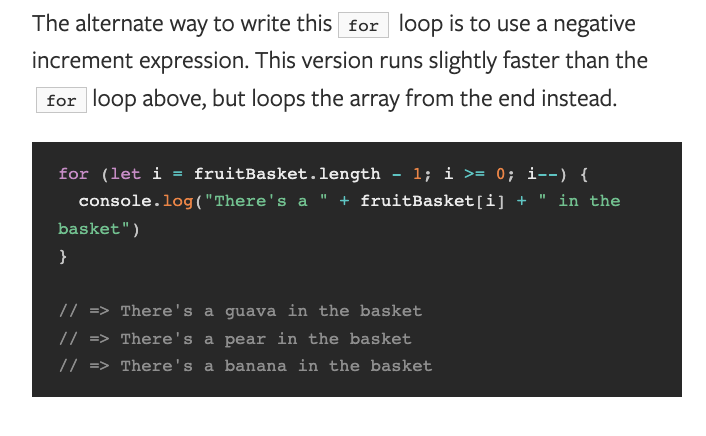 The alternate way to write this for loop is to use a negative
increment expression. This version runs slightly faster than the
for loop above, but loops the array from the end instead.
for (let i = fruitBasket.length - 1; i >= 0; i--) {
  console.log("There's a " + fruitBasket[i] + " in the
basket")
}
// => There's a guava in the basket
// => There's a pear in the basket
// => There's a banana in the basket